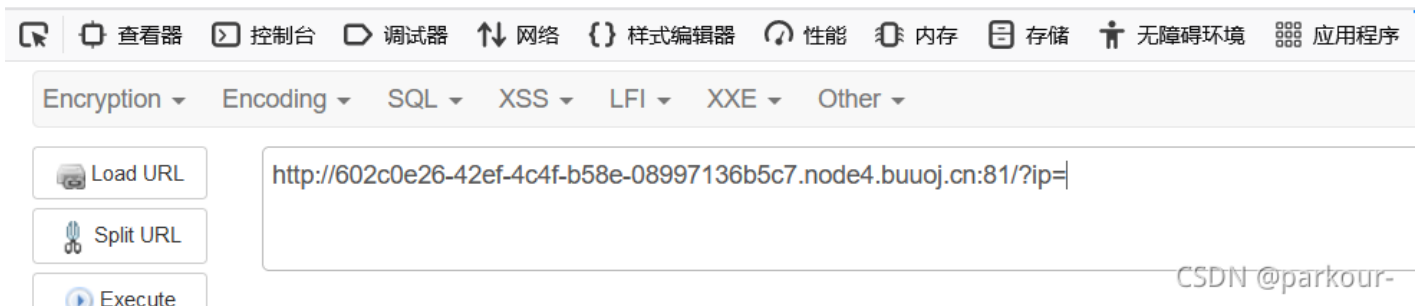 查看器 控制台 调试器 网络 样式编辑器 性能 内存 存储 无障碍环境 应用程序
Encryption Encoding SQL XSS LFI XXE Other
Load URL http://602c0e26-42ef-4c4f-b58e-08997136b5c7.node4.buuoj.cn:81/?ip=
Split URL
Execute
CSDN @parkour-